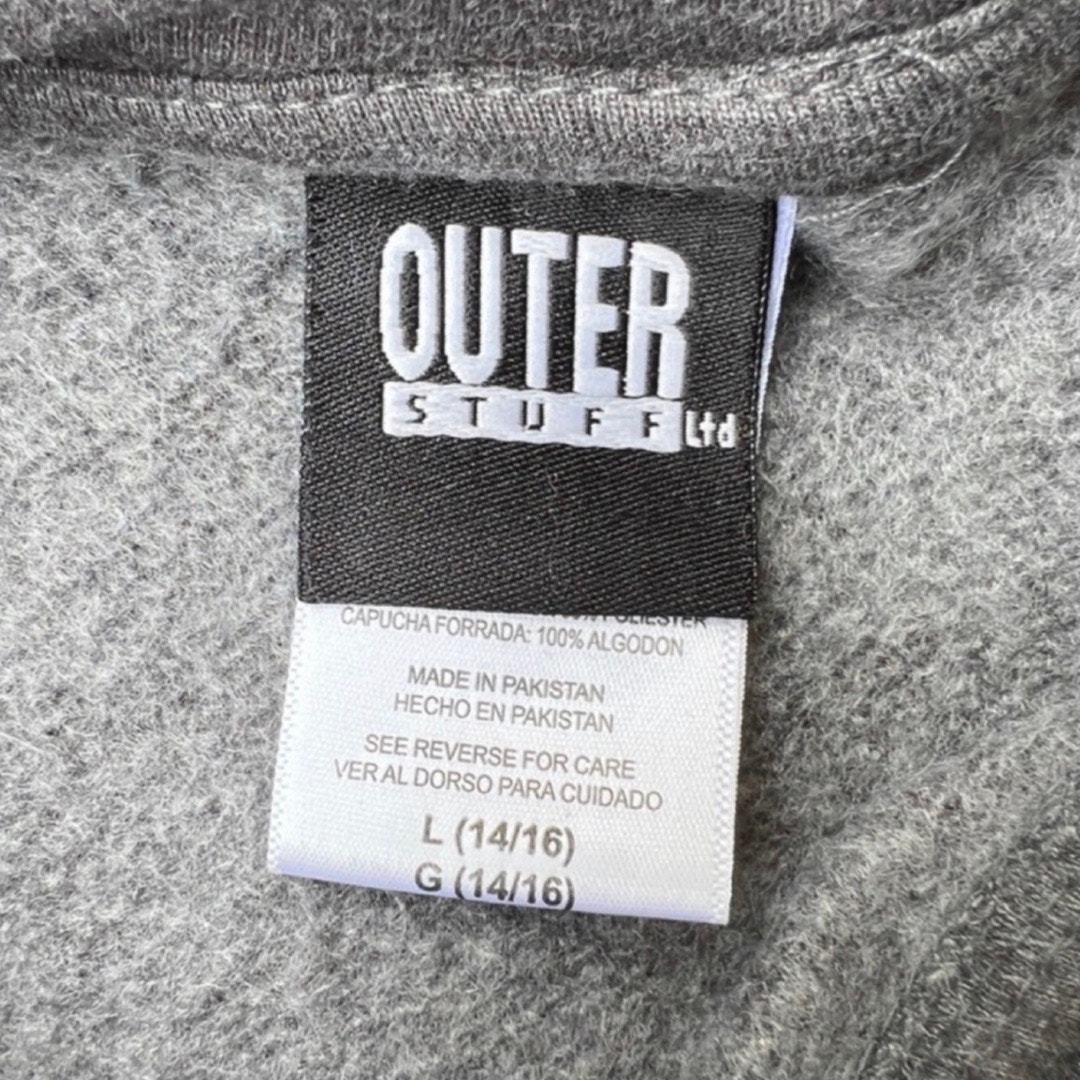 OUTER
STUFF Ltd
POLIESTER
CAPUCHA FORRADA: 100% ALGODON
MADE IN PAKISTAN
HECHO EN PAKISTAN
SEE REVERSE FOR CARE
VER AL DORSO PARA CUIDADO
L (14/16)
G (14/16)